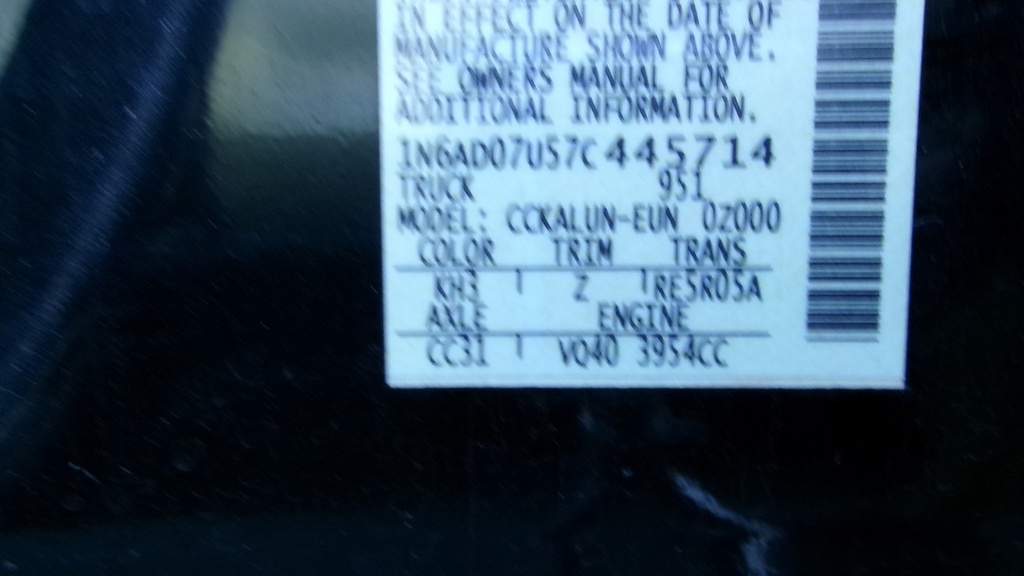 IN EFFECT ON THE DATE OF
MANUFACTURE SHOWN ABOVE.
SEE OWNERS MANUAL FOR
ADDITIONAL INFORMATION.
1N6AD07U57C445714
TRUCK 951
MODEL: CCKALUN-EUN 0Z000
COLOR TRIM TRANS
KH3 Z RE5R05A
AXLE ENGINE
CC31 VQ40 3954CC